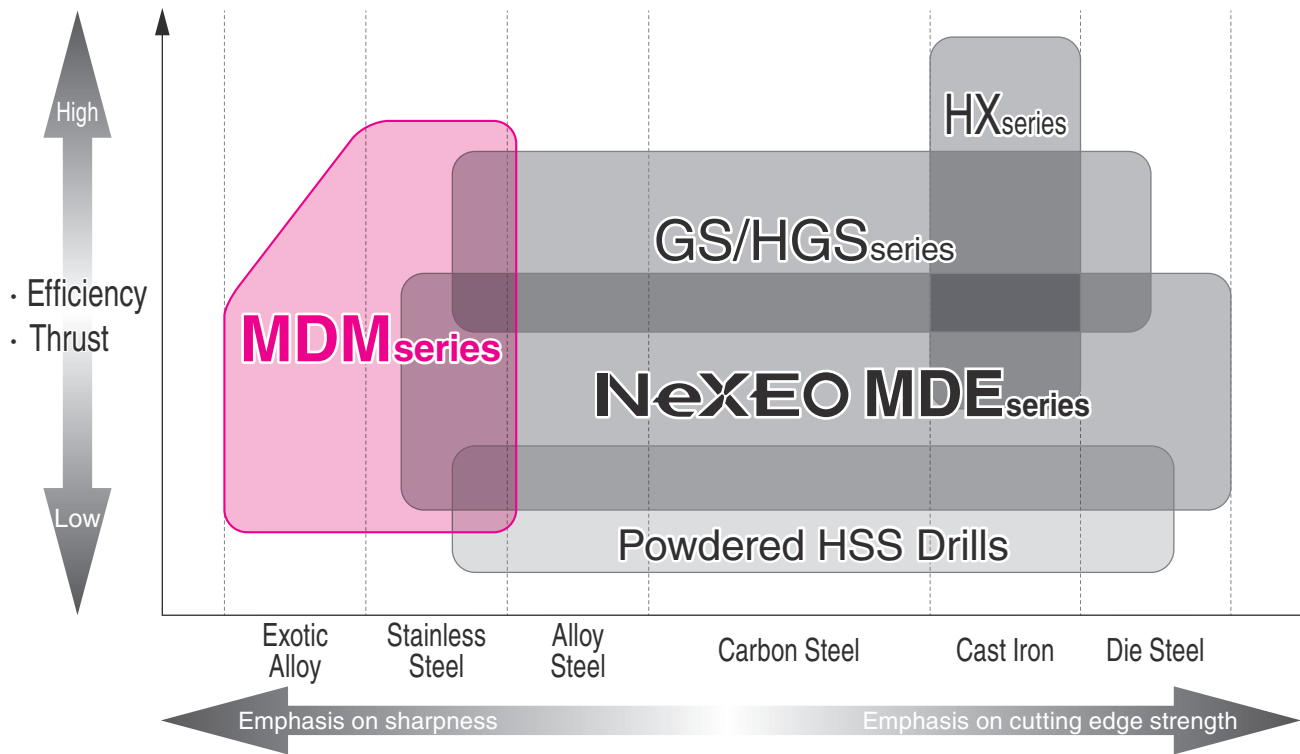 High
· Efficiency
· Thrust
Low
HXseries
GS/HGSseries
MDMseries
NeXEO MDEseries
Powdered HSS Drills
Exotic
Alloy
Stainless
Steel
Alloy
Steel
Carbon Steel
Cast Iron
Die Steel
Emphasis on sharpness
Emphasis on cutting edge strength